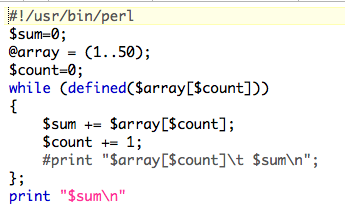 #!/usr/bin/perl
$sum=0;
@array = (1..50);
$count=0;
while (defined($array[$count]))
{
    $sum += $array[$count];
    $count += 1;
    #print "$array[$count]\t $sum\n";
};
print "$sum\n"